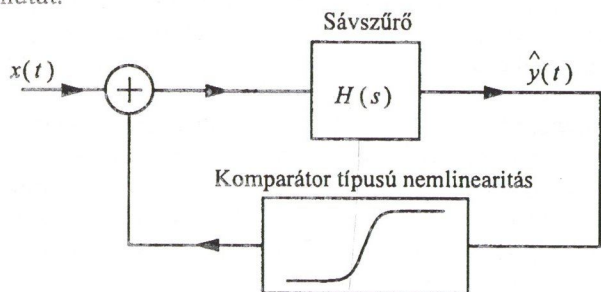 Sávszűrő
x(t)
+
H(s)
ŷ(t)
Komparátor típusú nemlinearitás